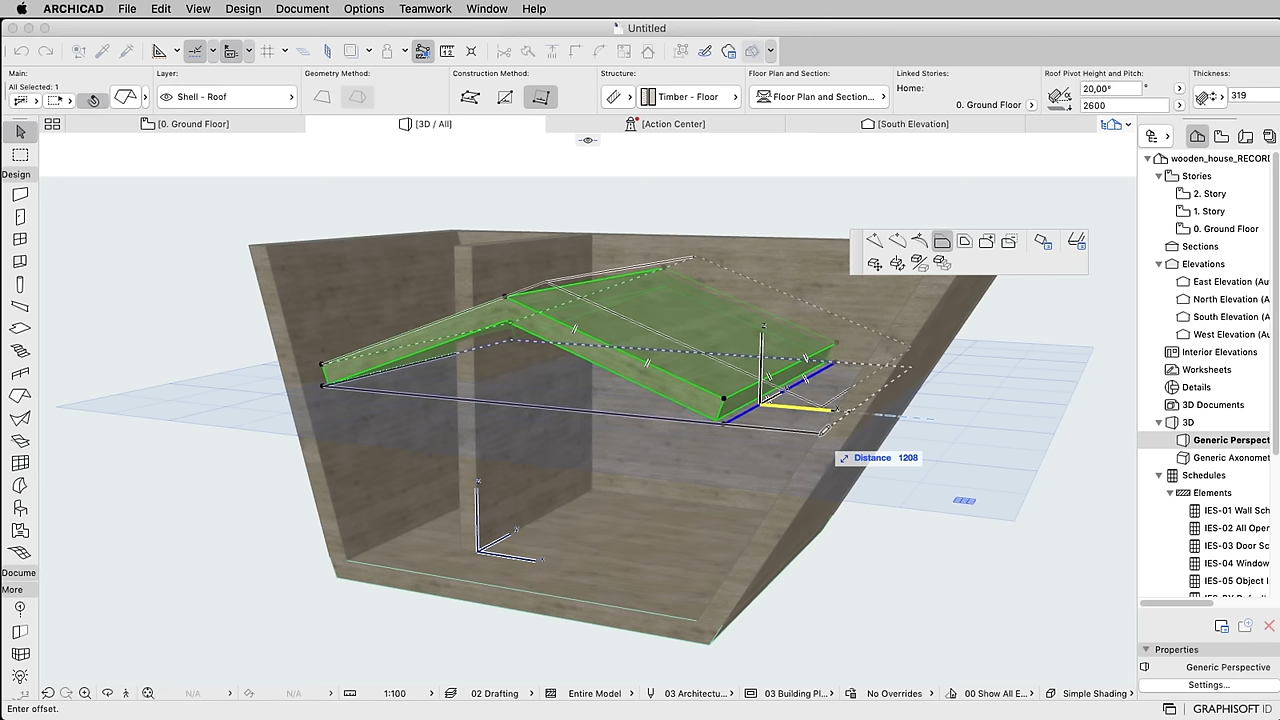 ARCHICAD File Edit View Design Document Options Teamwork Window Help
Untitled
Main:
All Selected: 1
Layer:
Shell - Roof
Geometry Method:
Construction Method:
Structure:
Timber - Floor
Floor Plan and Section:
Floor Plan and Section...
Linked Stories:
Home:
0. Ground Floor
Roof Pivot Height and Pitch:
20,00°
2600
Thickness:
319
[0. Ground Floor]
[3D / All]
[Action Center]
[South Elevation]
Design
Docume
More
Distance 1208
wooden_house_RECORD
Stories
2. Story
1. Story
0. Ground Floor
Sections
Elevations
East Elevation (Au
North Elevation (A
South Elevation (A
West Elevation (Au
Interior Elevations
Worksheets
Details
3D Documents
3D
Generic Perspect
Generic Axonomet
Schedules
Elements
IES-01 Wall Sch
IES-02 All Oper
IES-03 Door Sc
IES-04 Window
IES-05 Object I
Properties
Generic Perspective
Settings...
N/A
N/A
1:100
02 Drafting
Entire Model
03 Architectu...
03 Building Pl...
No Overrides
00 Show All E...
Simple Shading
Enter offset.
GRAPHISOFT ID